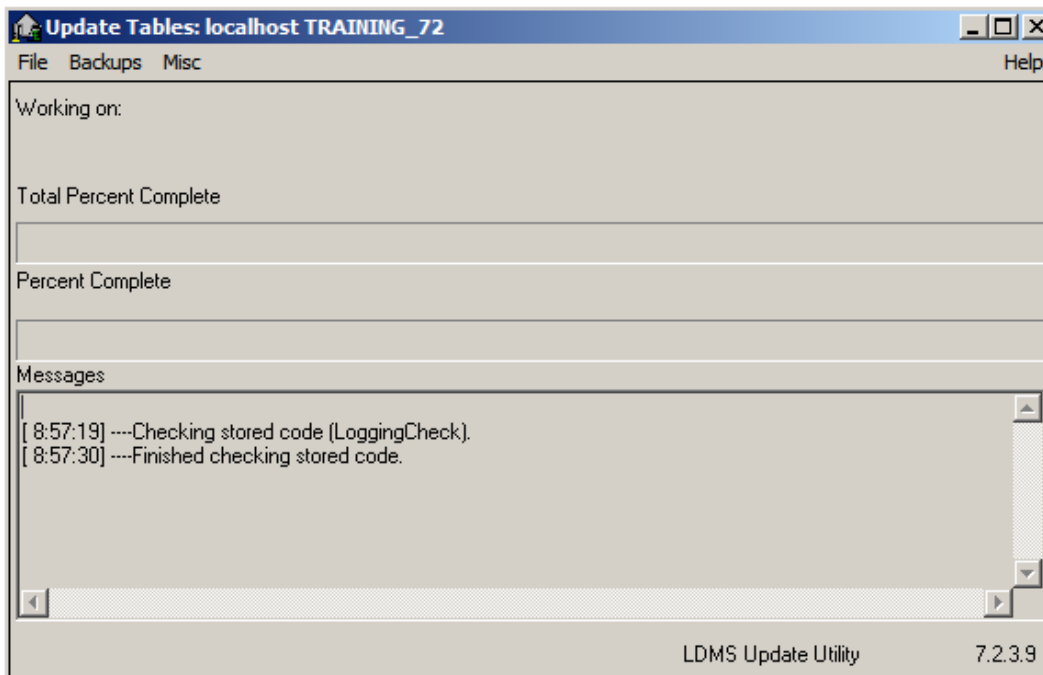 Update Tables: localhost TRAINING_72
File Backups Misc Help
Working on:
Total Percent Complete
Percent Complete
Messages
[ 8:57:19] ----Checking stored code (LoggingCheck).
[ 8:57:30] ----Finished checking stored code.
LDMS Update Utility 7.2.3.9